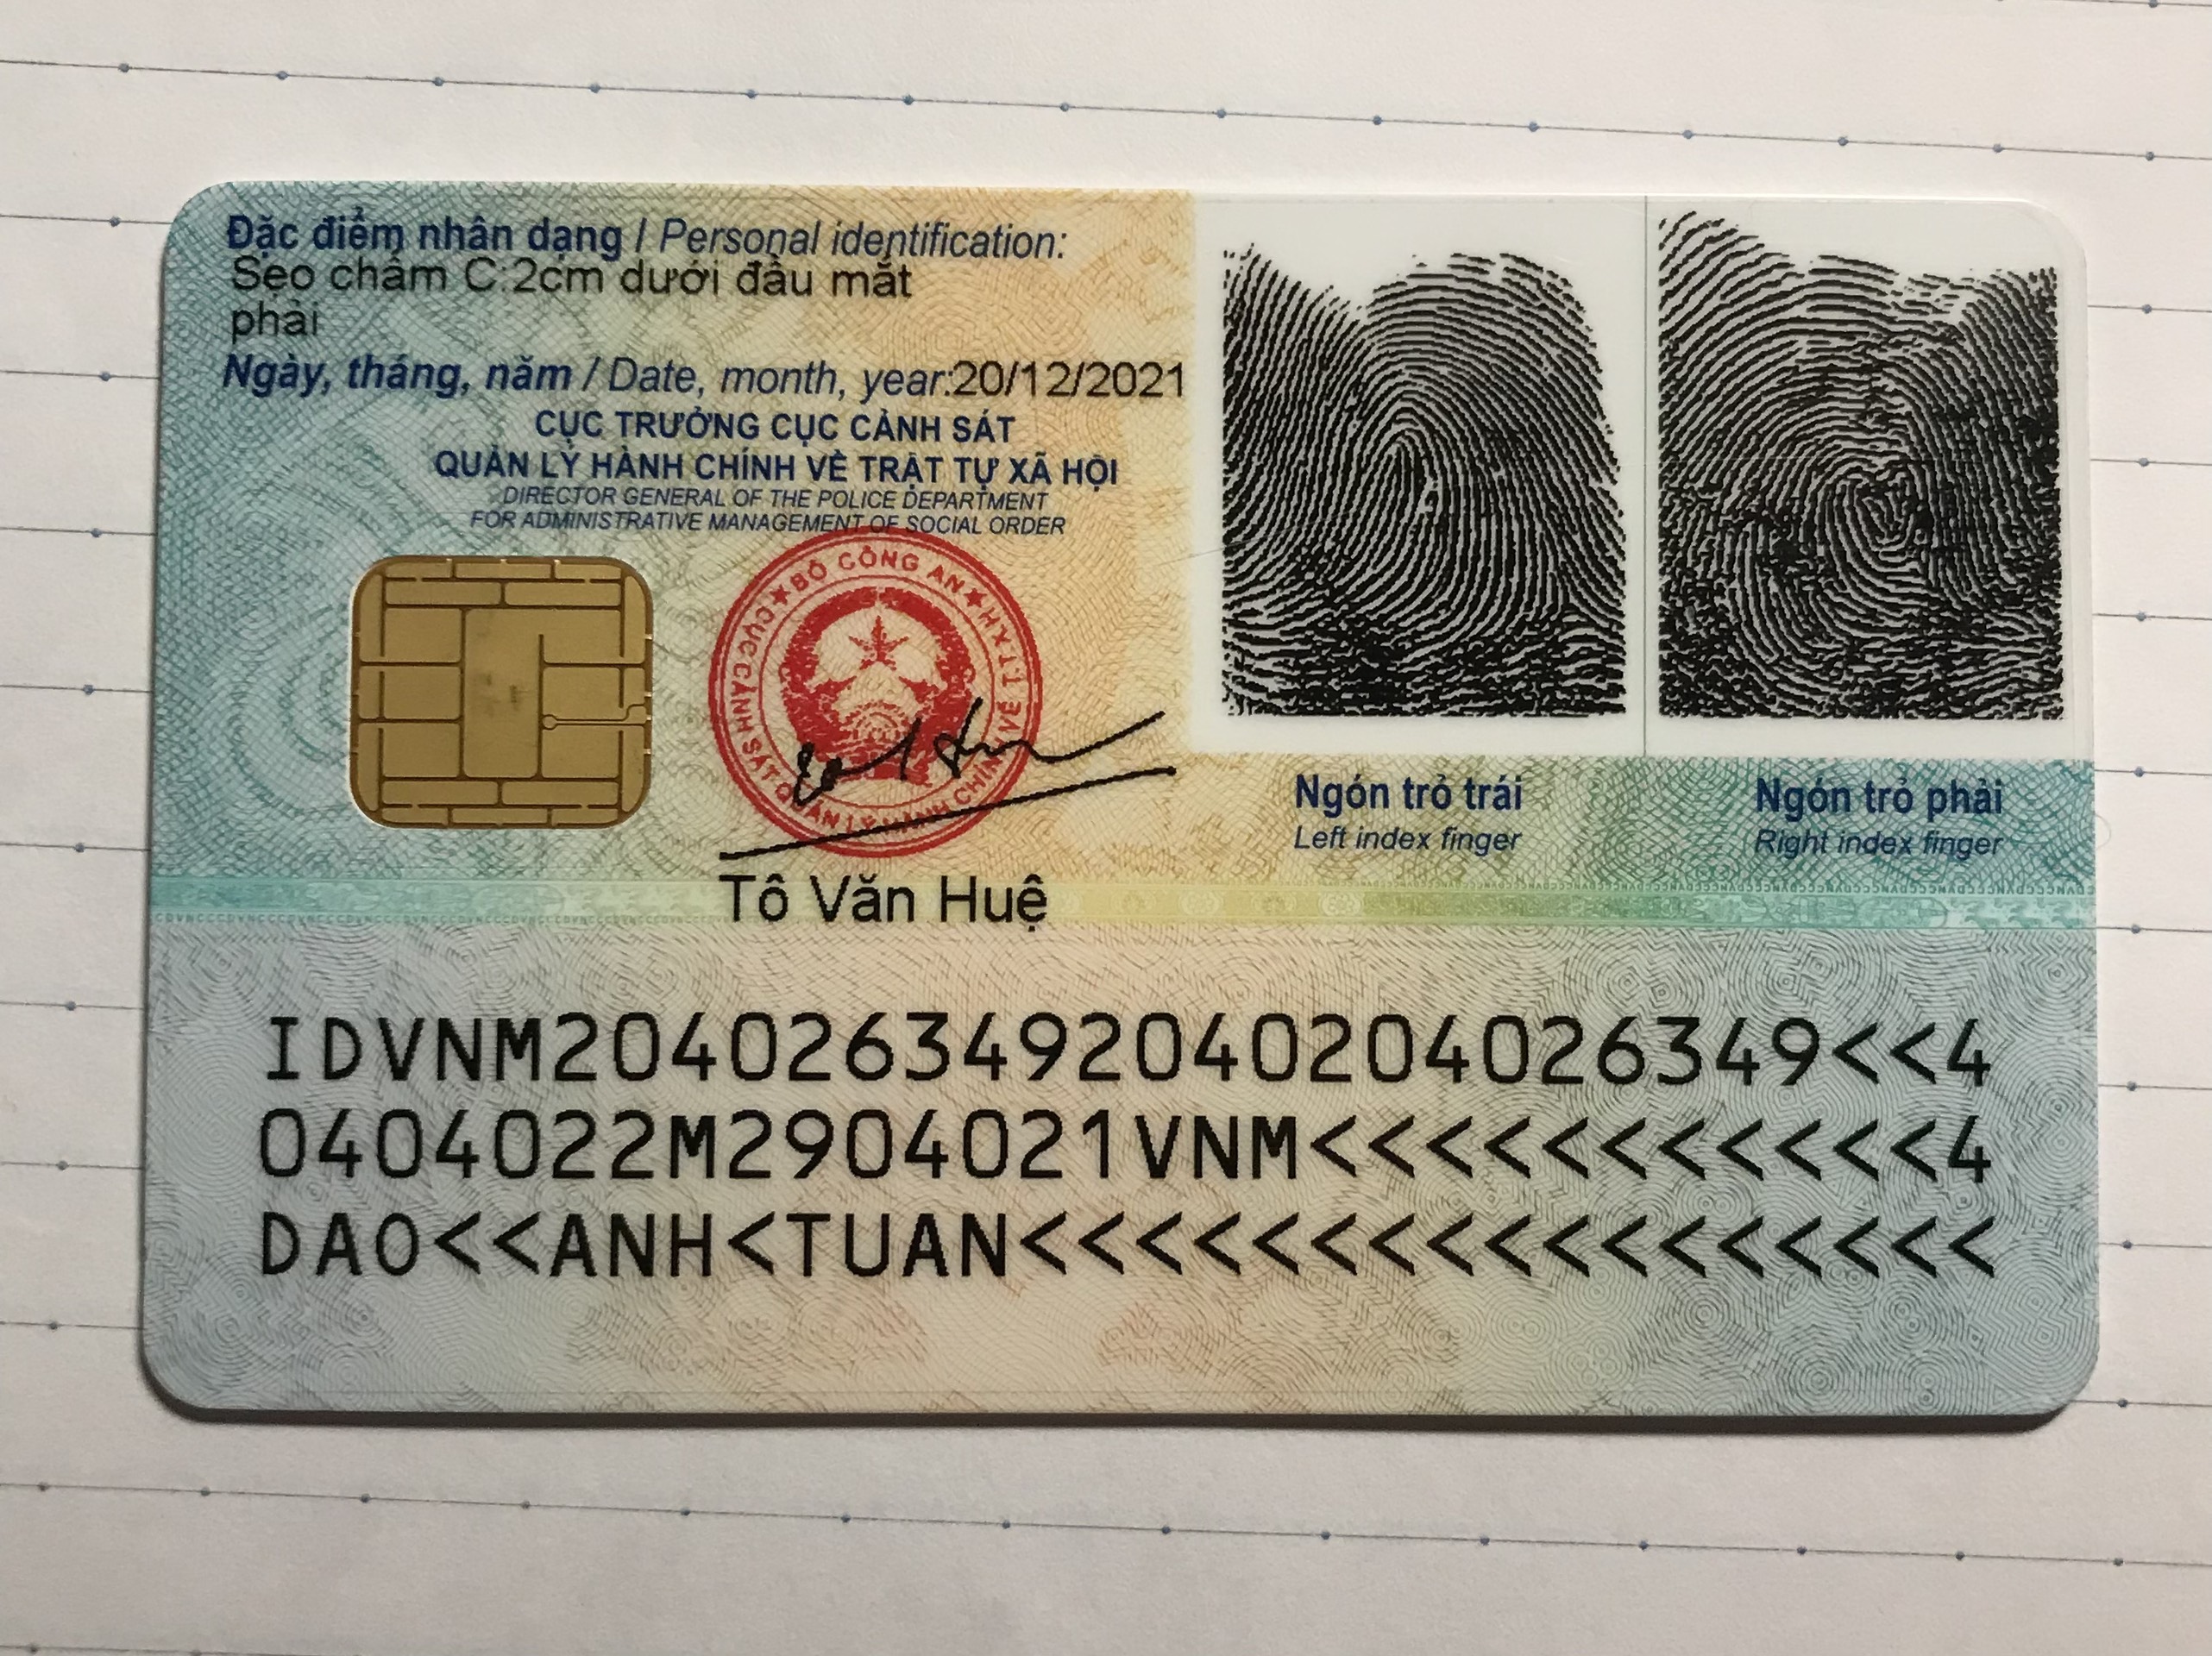 Đặc điểm nhân dạng / Personal identification:
Sẹo chấm C:2cm dưới đầu mắt
phải
Ngày, tháng, năm / Date, month, year:20/12/2021
CỤC TRƯỞNG CỤC CẢNH SÁT
QUẢN LÝ HÀNH CHÍNH VỀ TRẬT TỰ XÃ HỘI
DIRECTOR GENERAL OF THE POLICE DEPARTMENT
FOR ADMINISTRATIVE MANAGEMENT OF SOCIAL ORDER
BỘ CÔNG AN
CỤC CẢNH SÁT QUẢN LÝ HÀNH CHÍNH VỀ TTXH
Tô Văn Huệ
Ngón trỏ trái
Left index finger
Ngón trỏ phải
Right index finger
IDVNM2040263492040204026349<<4
0404022M2904021VNM<<<<<<<<<<<4
DAO<<ANH<TUAN<<<<<<<<<<<<<<<<<